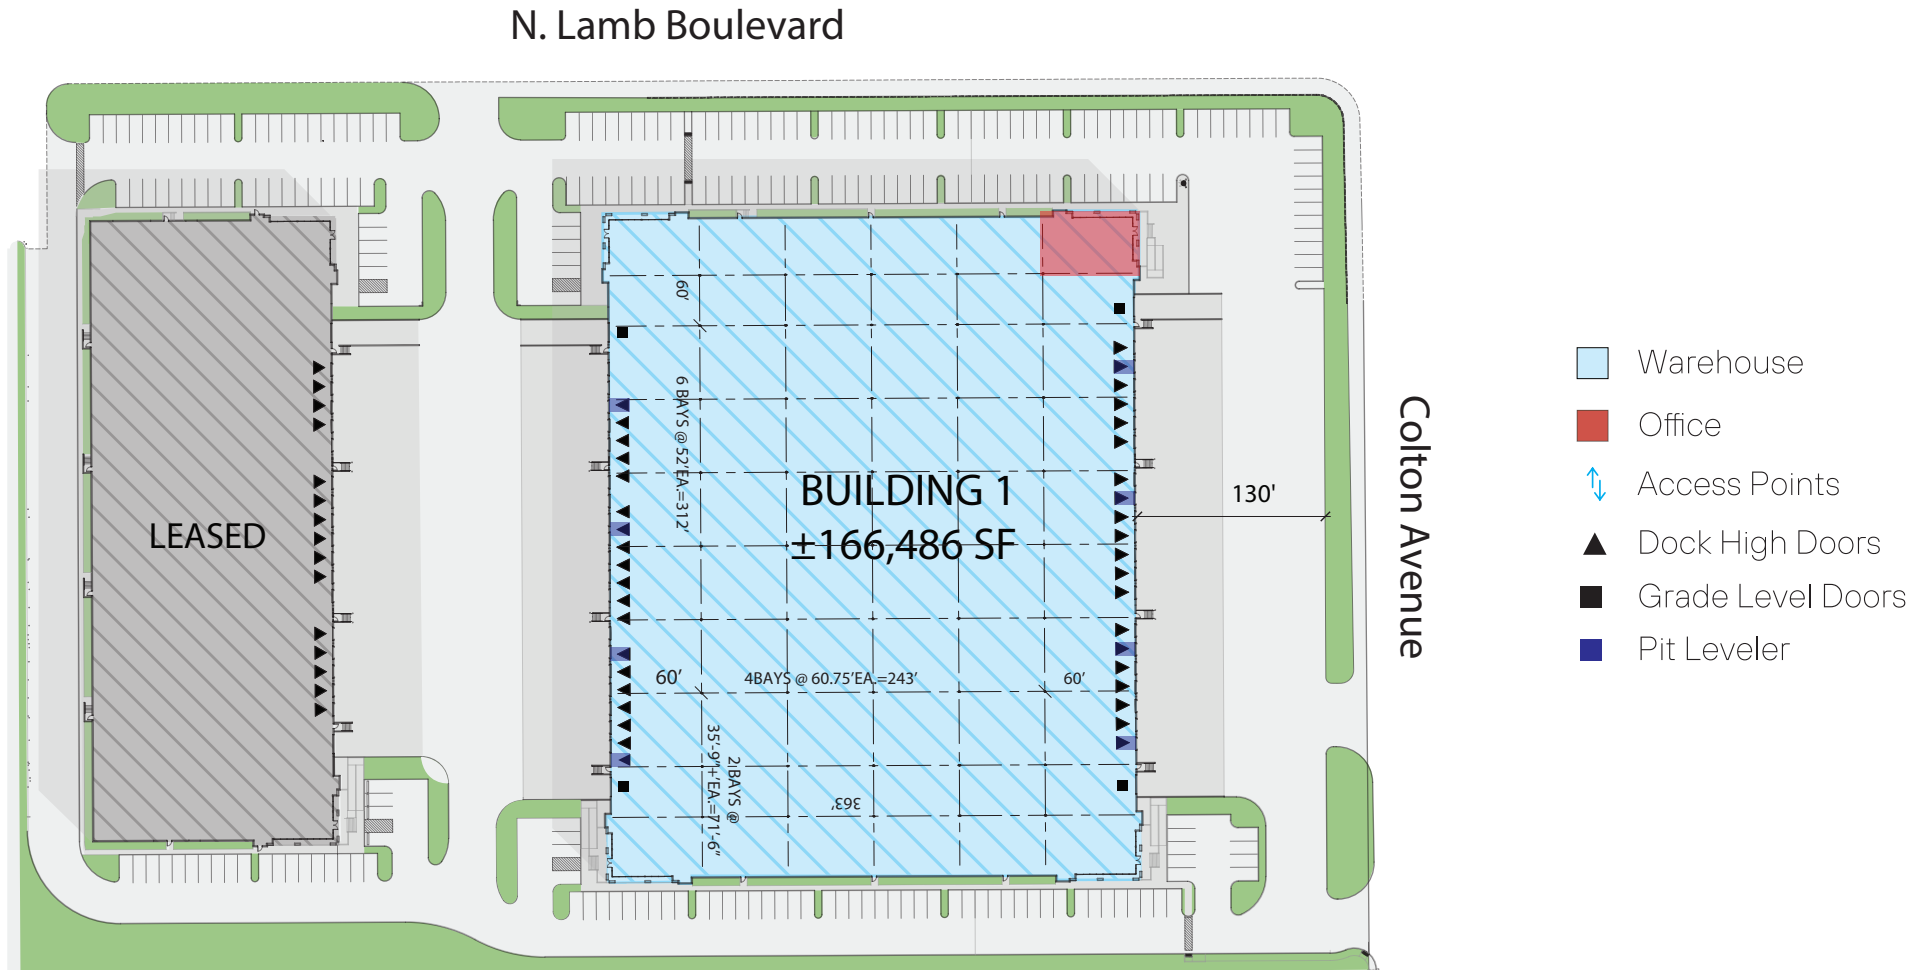 N. Lamb Boulevard
60'
6 BAYS @ 52'EA.=312'
LEASED
BUILDING 1
±166,486 SF
130'
Colton Avenue
60'
4BAYS @ 60.75'EA.=243'
60'
2 BAYS @
35'-9"+'EA.=71'-6"
363'
Warehouse
Office
Access Points
Dock High Doors
Grade Level Doors
Pit Leveler